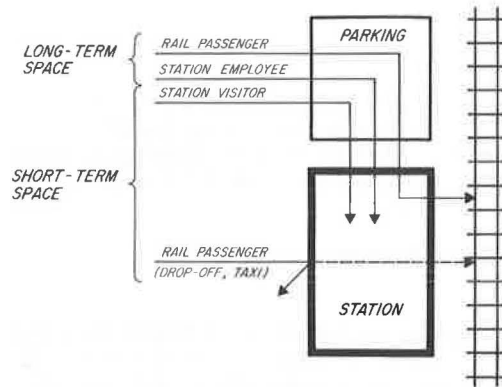 PARKING
LONG-TERM
SPACE
RAIL PASSENGER
STATION EMPLOYEE
STATION VISITOR
SHORT-TERM
SPACE
RAIL PASSENGER
(DROP-OFF, TAXI)
STATION